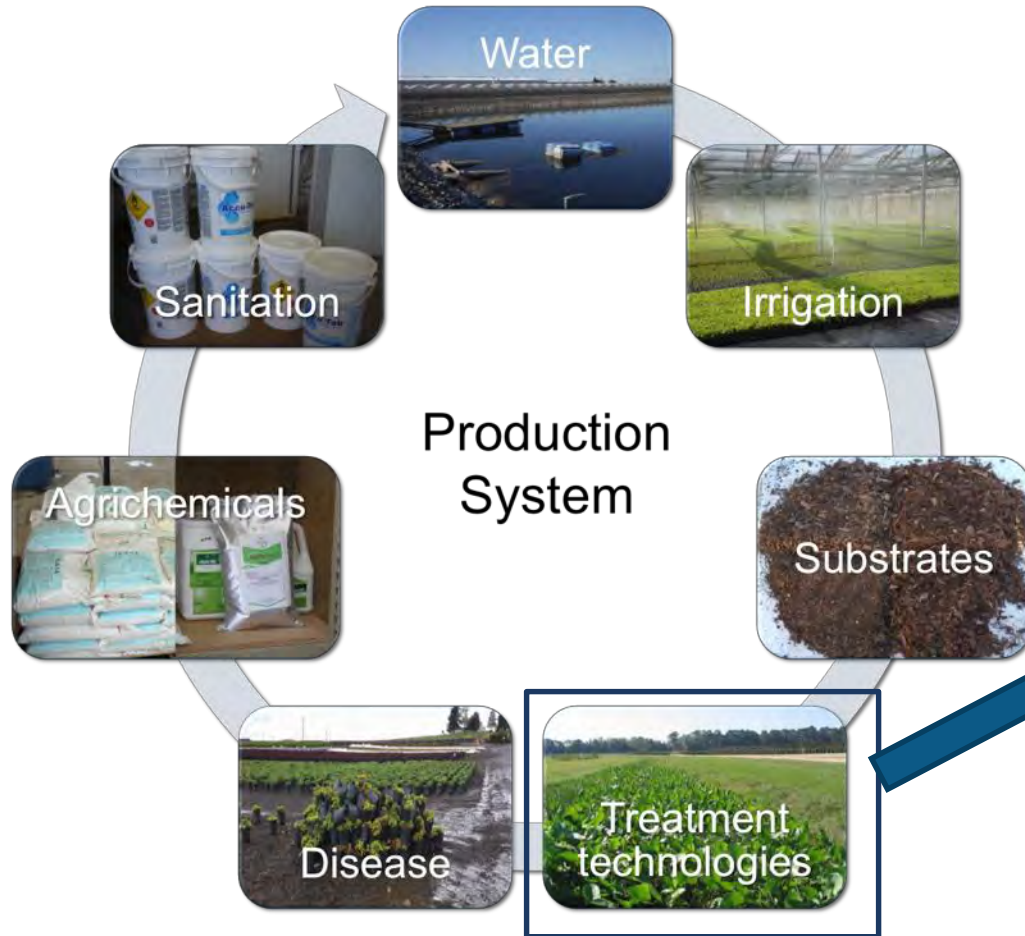 Water
Irrigation
Substrates
Treatment
technologies
Disease
Agrichemicals
Sanitation
Production
System